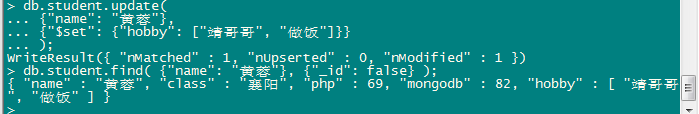 > db.student.update(
... {"name": "黄蓉"},
... {"$set": {"hobby": ["靖哥哥", "做饭"]}}
... );
WriteResult({ "nMatched" : 1, "nUpserted" : 0, "nModified" : 1 })
> db.student.find( {"name": "黄蓉"}, {"_id": false} );
{ "name" : "黄蓉", "class" : "襄阳", "php" : 69, "mongodb" : 82, "hobby" : [ "靖哥哥
", "做饭" ] }
>